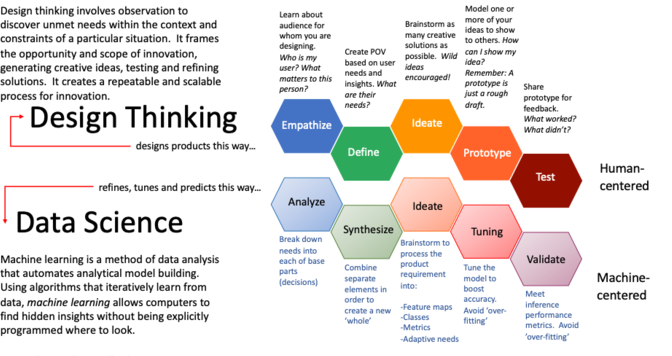 Design thinking involves observation to
discover unmet needs within the context and
constraints of a particular situation. It frames
the opportunity and scope of innovation,
generating creative ideas, testing and refining
solutions. It creates a repeatable and scalable
process for innovation.
Design Thinking
designs products this way...
refines, tunes and predicts this way...
Data Science
Machine learning is a method of data analysis
that automates analytical model building.
Using algorithms that iteratively learn from
data, machine learning allows computers to
find hidden insights without being explicitly
programmed where to look.
Learn about
audience for
whom you are
designing.
Who is my
user? What
matters to this
person?
Create POV
based on user
needs and
insights. What
are their
needs?
Brainstorm as
many creative
solutions as
possible. Wild
ideas
encouraged!
Model one or
more of your
ideas to show
to others. How
can I show my
idea?
Remember: A
prototype is
just a rough
draft.
Share
prototype for
feedback.
What worked?
What didn't?
Empathize
Define
Ideate
Prototype
Test
Human-
centered
Analyze
Synthesize
Ideate
Tuning
Validate
Machine-
centered
Break down
needs into
each of base
parts
(decisions)
Combine
separate
elements in
order to
create a new
'whole'
Brainstorm to
process the
product
requirement
into:
-Feature maps
-Classes
-Metrics
-Adaptive needs
Tune the
model to
boost
accuracy.
Avoid 'over-
fitting'
Meet
inference
performance
metrics. Avoid
'over-fitting'